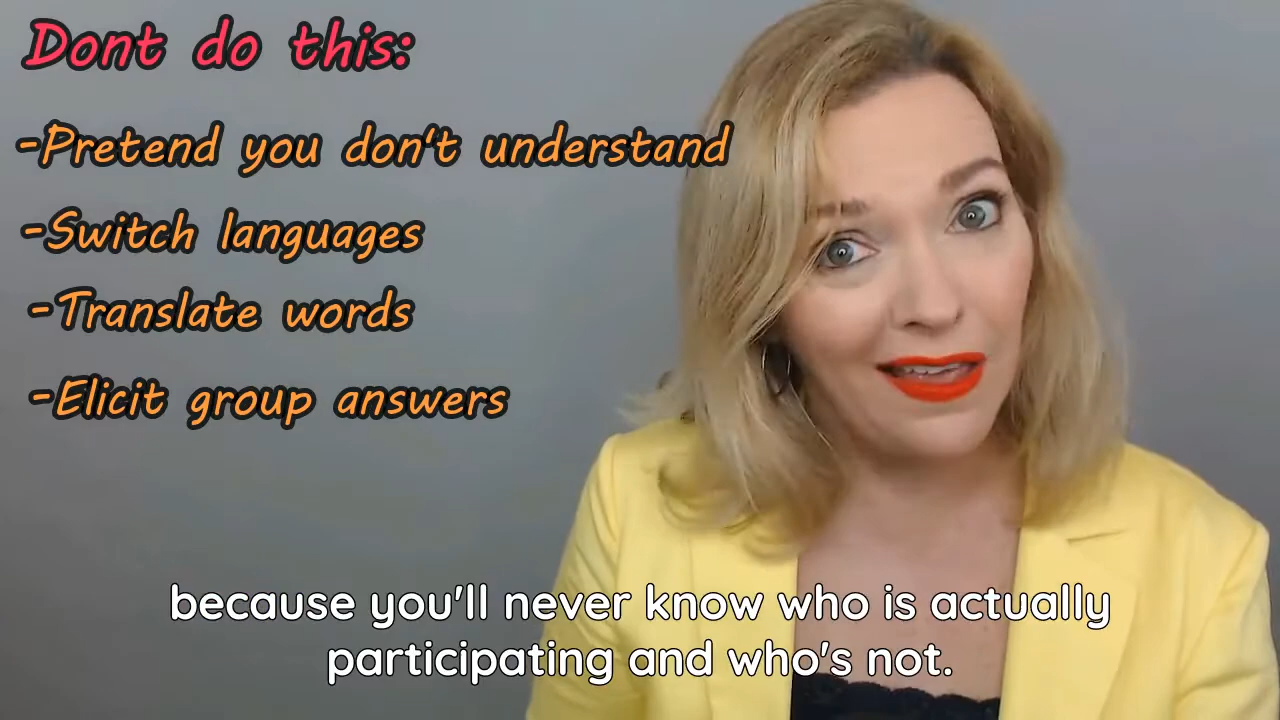 Dont do this:
-Pretend you don't understand
-Switch languages
-Translate words
-Elicit group answers
because you'll never know who is actually
participating and who's not.